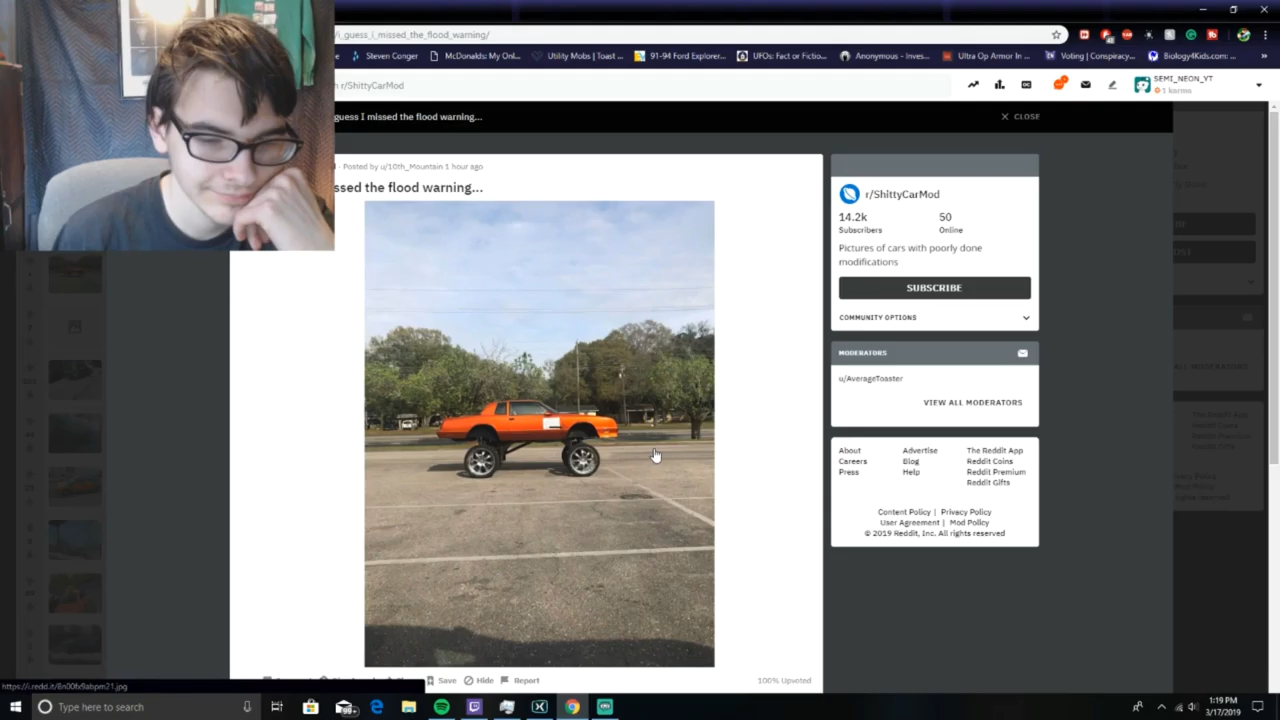 /i_guess_i_missed_the_flood_warning/
Steven Conger
McDonalds: My Onl...
Utility Mobs | Toast ...
91-94 Ford Explorer...
UFOs: Fact or Fictio...
Anonymous - Inves...
Ultra Op Armor in ...
Voting | Conspiracy...
Biology4Kids.com: ...
r/ShittyCarMod
SEMI_NEON_YT
1 karma
guess I missed the flood warning...
CLOSE
· Posted by u/10th_Mountain 1 hour ago
ssed the flood warning...
r/ShittyCarMod
14.2k
50
Subscribers
Online
Pictures of cars with poorly done
modifications
SUBSCRIBE
COMMUNITY OPTIONS
MODERATORS
u/AverageToaster
VIEW ALL MODERATORS
About
Advertise
The Reddit App
Careers
Blog
Reddit Coins
Press
Help
Reddit Premium
Reddit Gifts
Content Policy | Privacy Policy
User Agreement | Mod Policy
© 2019 Reddit, Inc. All rights reserved
Save
Hide
Report
100% Upvoted
https://i.redd.it/8n00fx9abpm21.jpg
Type here to search
99+
1:19 PM
3/17/2019